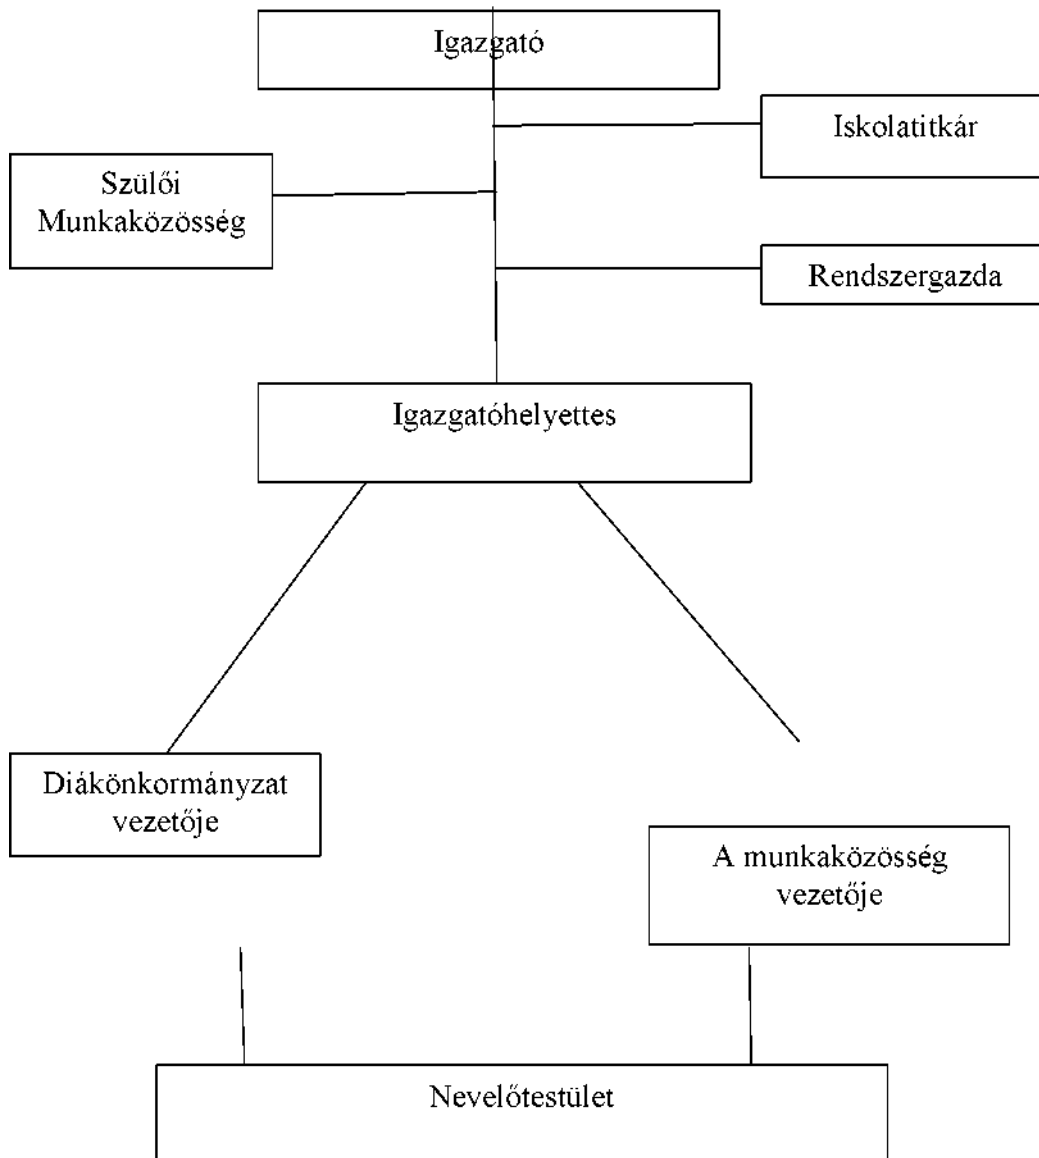 Igazgató
Iskolatitkár
Szülői
Munkaközösség
Rendszergazda
Igazgatóhelyettes
Diákönkormányzat
vezetője
A munkaközösség
vezetője
Nevelőtestület